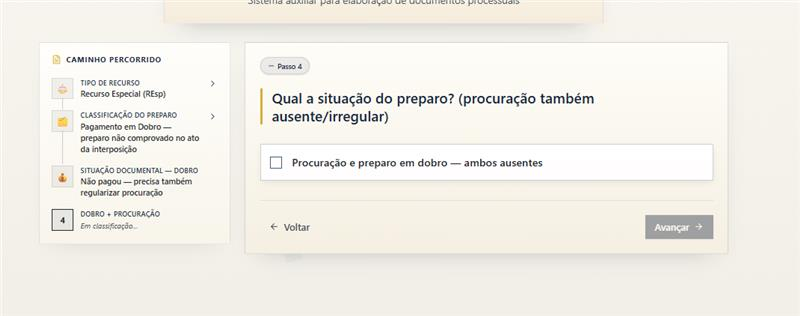 Sistema auxiliar para elaboração de documentos processuais
CAMINHO PERCORRIDO
TIPO DE RECURSO
Recurso Especial (REsp)
CLASSIFICAÇÃO DO PREPARO
Pagamento em Dobro —
preparo não comprovado no ato
da interposição
SITUAÇÃO DOCUMENTAL — DOBRO
Não pagou — precisa também
regularizar procuração
4
DOBRO + PROCURAÇÃO
Em classificação...
— Passo 4
Qual a situação do preparo? (procuração também
ausente/irregular)
Procuração e preparo em dobro — ambos ausentes
← Voltar
Avançar →